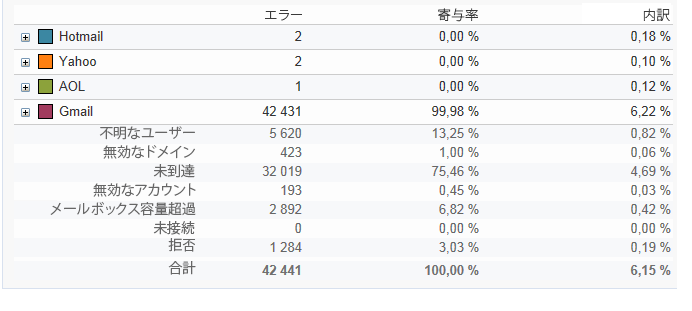 エラー 寄与率 内訳
Hotmail 2 0,00 % 0,18 %
Yahoo 2 0,00 % 0,10 %
AOL 1 0,00 % 0,12 %
Gmail 42 431 99,98 % 6,22 %
不明なユーザー 5 620 13,25 % 0,82 %
無効なドメイン 423 1,00 % 0,06 %
未到達 32 019 75,46 % 4,69 %
無効なアカウント 193 0,45 % 0,03 %
メールボックス容量超過 2 892 6,82 % 0,42 %
未接続 0 0,00 % 0,00 %
拒否 1 284 3,03 % 0,19 %
合計 42 441 100,00 % 6,15 %